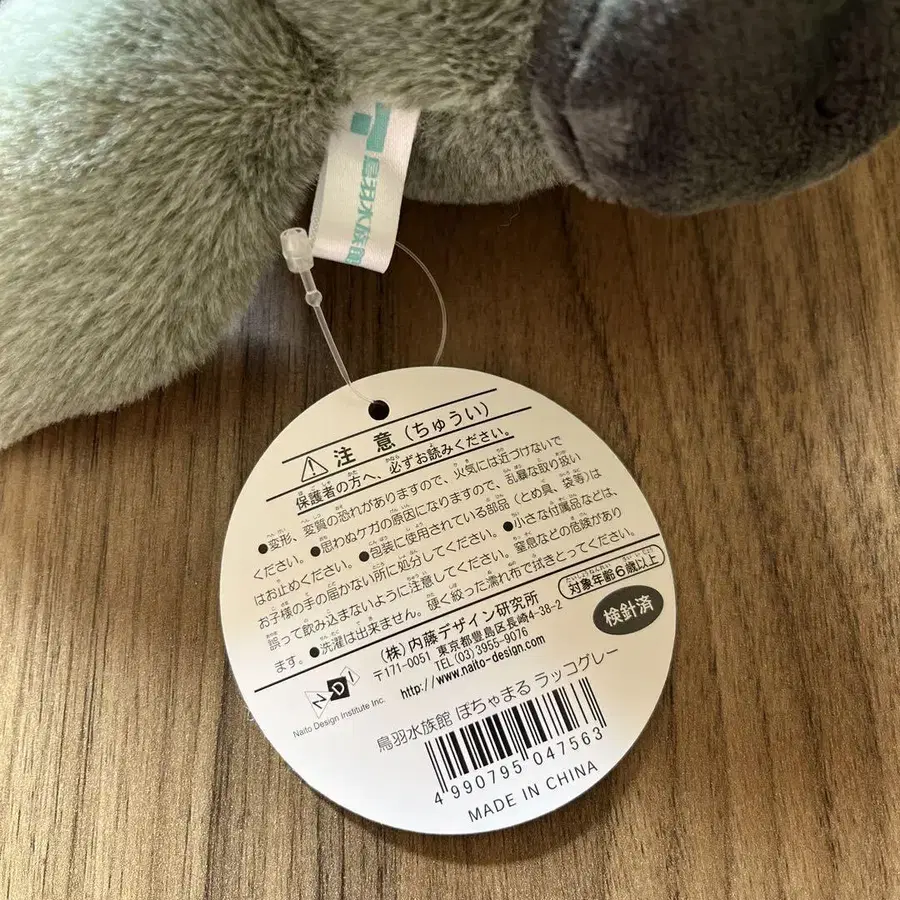 鳥羽水族館
注意(ちゅうい)
保護者の方へ、必ずお読みください。
●変形、変質の恐れがありますので、火気には近づけないで
ください。●思わぬケガの原因になりますので、乱暴な取り扱い
はお止めください。●包装に使用されている部品(とめ具、袋等)は
お子様の手の届かない所に処分してください。●小さな付属品などは、
誤って飲み込まないように注意してください。窒息などの危険があり
ます。●洗濯は出来ません。硬く絞った濡れ布で拭きとってください。
対象年齢6歳以上
検針済
(株)内藤デザイン研究所
〒171-0051 東京都豊島区長崎4-38-2
TEL (03) 3955-9076
http://www.naito-design.com
NDI
Naito Design Institute Inc.
鳥羽水族館 ぽちゃまる ラッコグレー
4 990795 047563
MADE IN CHINA